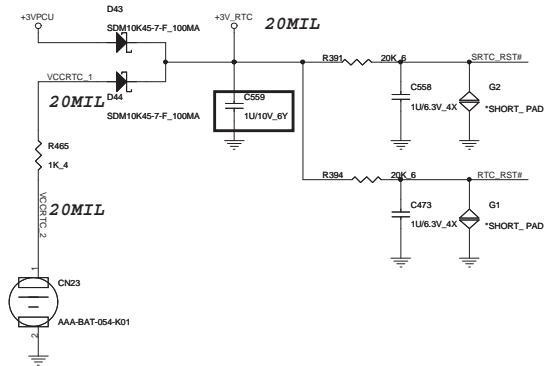 D43
+3VPCU
SDM10K45-7-F_100MA
+3V_RTC
20MIL
R391
20K_6
SRTC_RST#
VCCRTC_1
20MIL
D44
SDM10K45-7-F_100MA
C559
1U/10V_6Y
C558
1U/6.3V_4X
G2
*SHORT_ PAD
R465
1K_4
R394
20K_6
RTC_RST#
VCCRTC_2
20MIL
C473
1U/6.3V_4X
G1
*SHORT_ PAD
1
CN23
AAA-BAT-054-K01
2